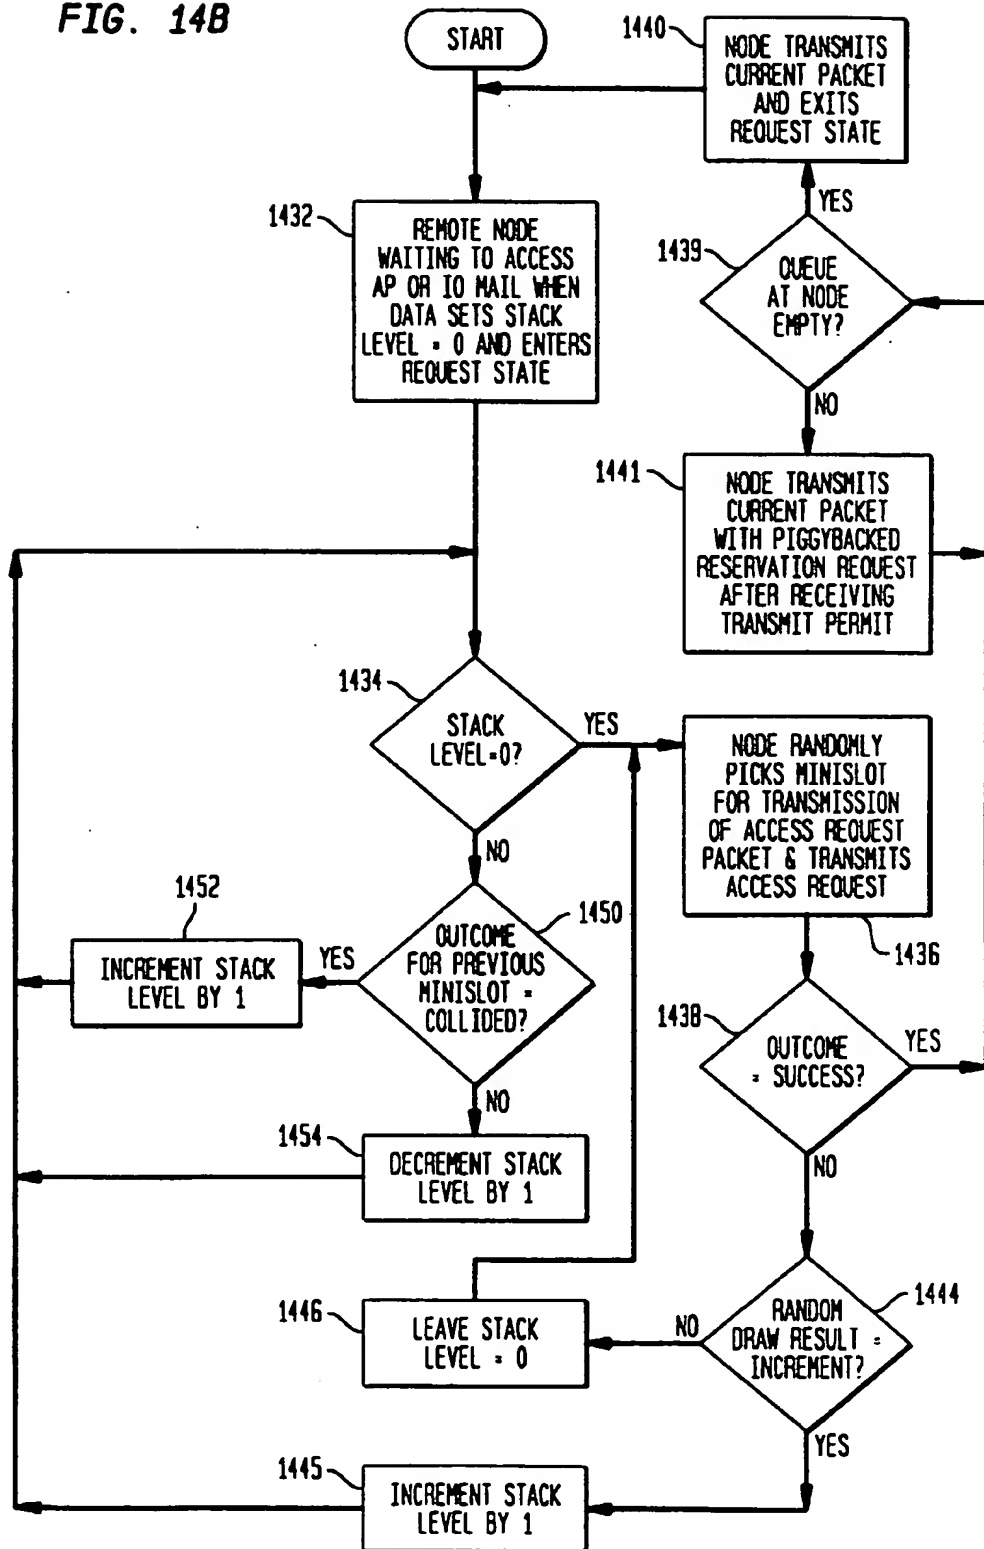 FIG. 14B
START
1440
NODE TRANSMITS
CURRENT PACKET
AND EXITS
REQUEST STATE
YES
1432
REMOTE NODE
WAITING TO ACCESS
AP OR IO MAIL WHEN
DATA SETS STACK
LEVEL = 0 AND ENTERS
REQUEST STATE
1439
QUEUE
AT NODE
EMPTY?
NO
1441
NODE TRANSMITS
CURRENT PACKET
WITH PIGGYBACKED
RESERVATION REQUEST
AFTER RECEIVING
TRANSMIT PERMIT
1434
STACK
LEVEL=0?
YES
NO
NODE RANDOMLY
PICKS MINISLOT
FOR TRANSMISSION
OF ACCESS REQUEST
PACKET & TRANSMITS
ACCESS REQUEST
1436
1452
INCREMENT STACK
LEVEL BY 1
YES
1450
OUTCOME
FOR PREVIOUS
MINISLOT =
COLLIDED?
NO
1438
OUTCOME
= SUCCESS?
YES
NO
1454
DECREMENT STACK
LEVEL BY 1
1446
LEAVE STACK
LEVEL = 0
NO
1444
RANDOM
DRAW RESULT =
INCREMENT?
YES
1445
INCREMENT STACK
LEVEL BY 1